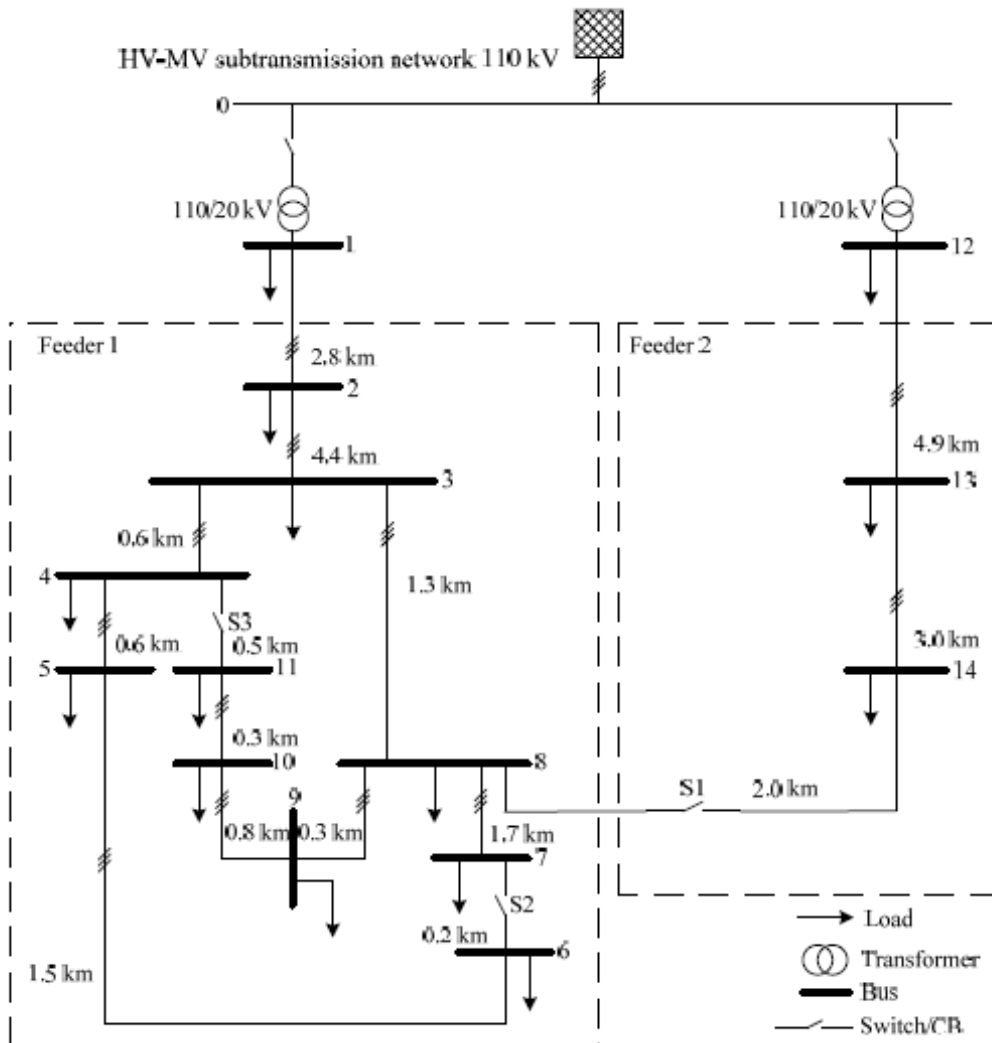 HV-MV subtransmission network 110 kV
0
110/20 kV
110/20 kV
1
12
Feeder 1
Feeder 2
2.8 km
2
4.4 km
4.9 km
3
13
0.6 km
1.3 km
4
S3
0.6 km
0.5 km
3.0 km
5
11
14
0.3 km
10
8
9
S1
2.0 km
0.8 km
0.3 km
1.7 km
7
S2
Load
0.2 km
6
Transformer
1.5 km
Bus
Switch/CB